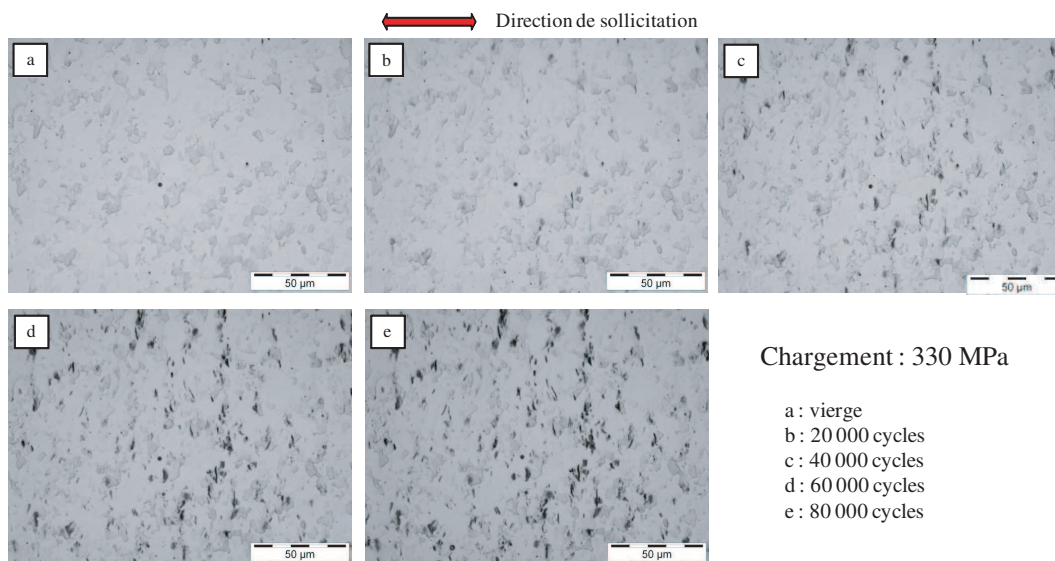 Direction de sollicitation
a
b
c
50 µm
50 µm
50 µm
d
e
50 µm
50 µm
Chargement : 330 MPa
a : vierge
b : 20 000 cycles
c : 40 000 cycles
d : 60 000 cycles
e : 80 000 cycles